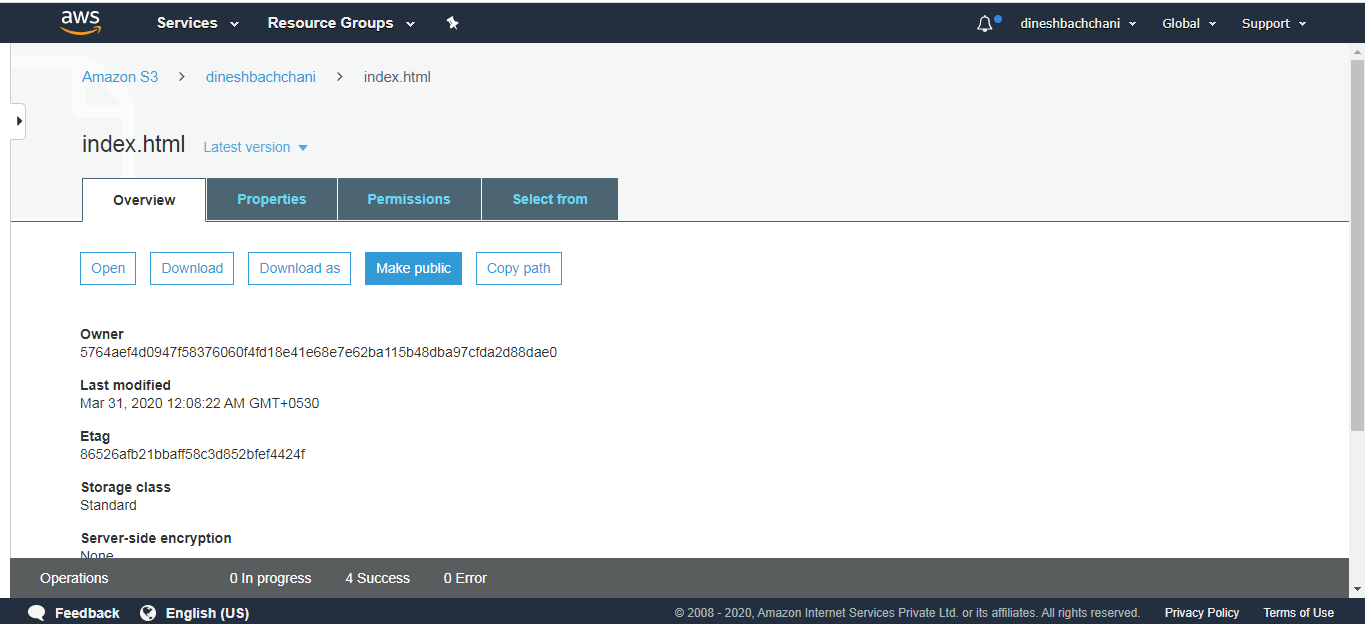 aws Services Resource Groups dineshbachchani Global Support
Amazon S3 > dineshbachchani > index.html
index.html Latest version
Overview Properties Permissions Select from
Open Download Download as Make public Copy path
Owner
5764aef4d0947f58376060f4fd18e41e68e7e62ba115b48dba97cfda2d88dae0
Last modified
Mar 31, 2020 12:08:22 AM GMT+0530
Etag
86526afb21bbaff58c3d852bfef4424f
Storage class
Standard
Server-side encryption
None
Operations 0 In progress 4 Success 0 Error
Feedback English (US) © 2008 - 2020, Amazon Internet Services Private Ltd. or its affiliates. All rights reserved. Privacy Policy Terms of Use